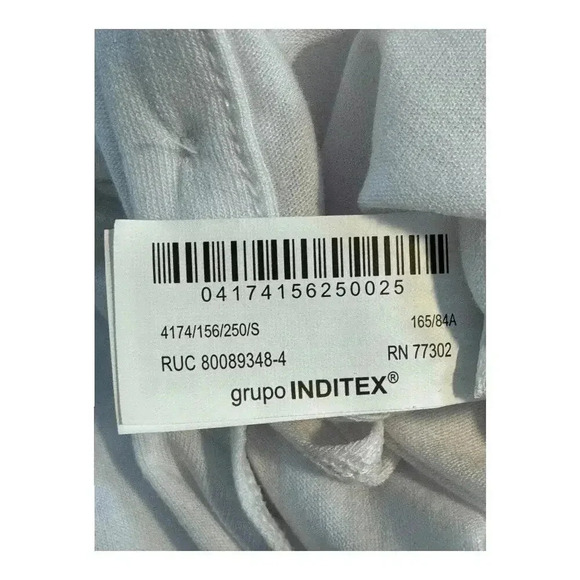 04174156250025
4174/156/250/S 165/84A
RUC 80089348-4 RN 77302
grupo INDITEX®